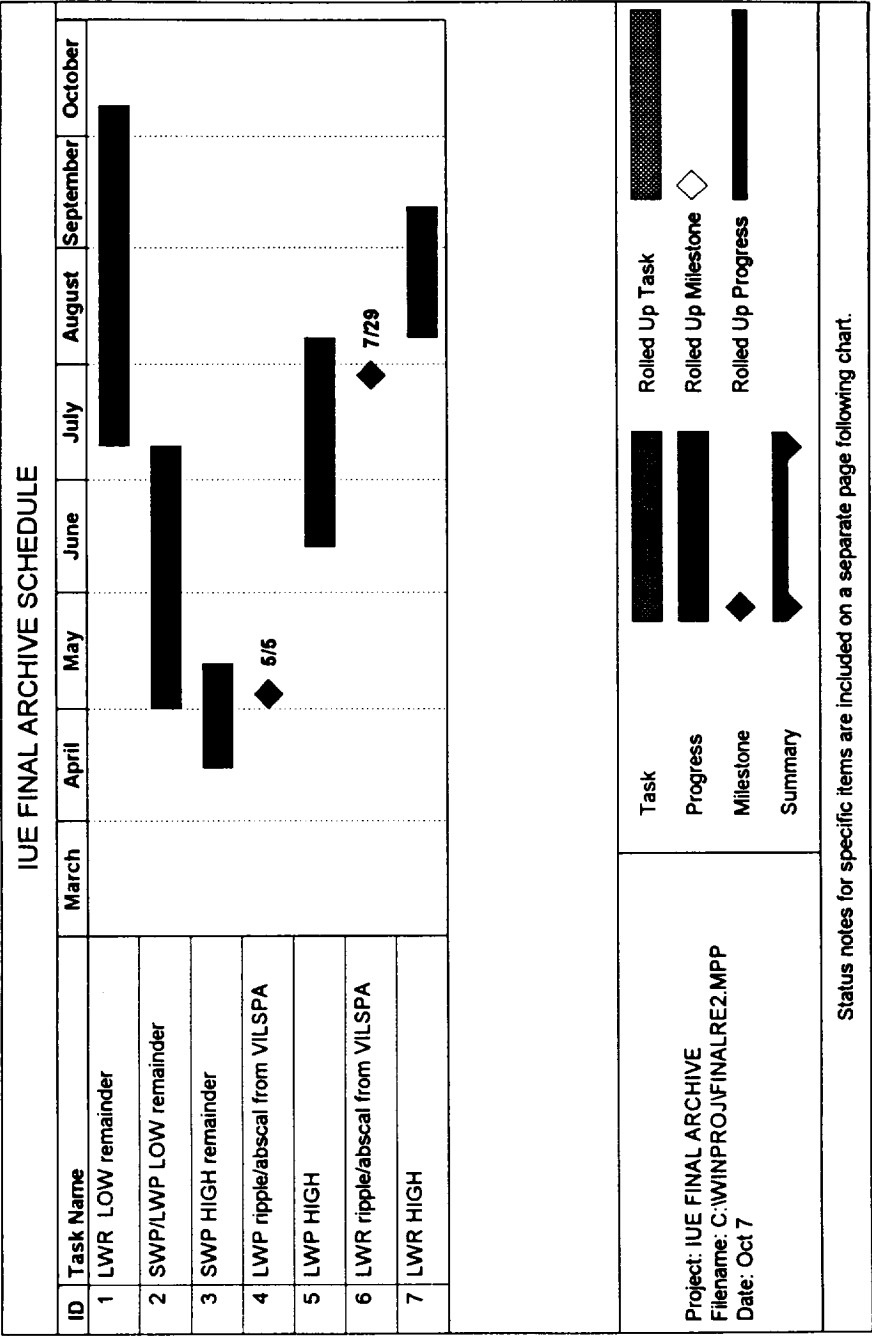 IUE FINAL ARCHIVE SCHEDULE
ID Task Name March April May June July August September October
1 LWR LOW remainder
2 SWP/LWP LOW remainder
3 SWP HIGH remainder
4 LWP ripple/abscal from VILSPA 5/5
5 LWP HIGH
6 LWR ripple/abscal from VILSPA 7/29
7 LWR HIGH
Project: IUE FINAL ARCHIVE
Filename: C:\WINPROJ\FINALRE2.MPP
Date: Oct 7
Task
Progress
Milestone
Summary
Rolled Up Task
Rolled Up Milestone
Rolled Up Progress
Status notes for specific items are included on a separate page following chart.